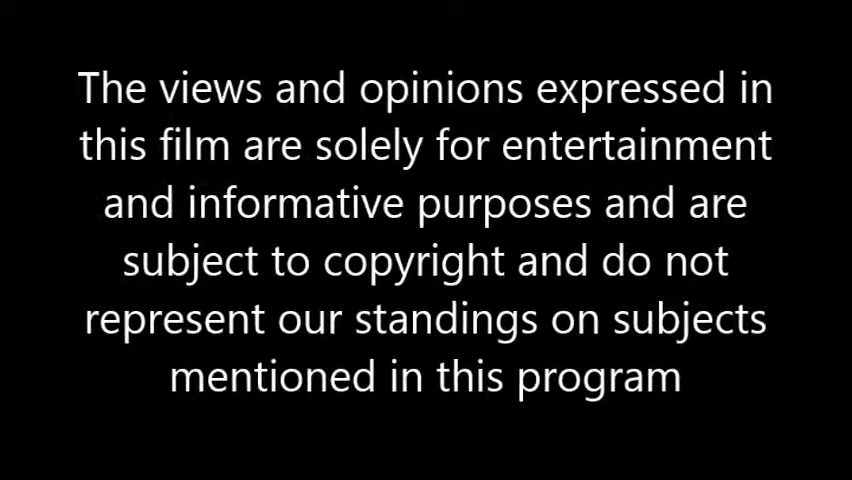 The views and opinions expressed in
this film are solely for entertainment
and informative purposes and are
subject to copyright and do not
represent our standings on subjects
mentioned in this program